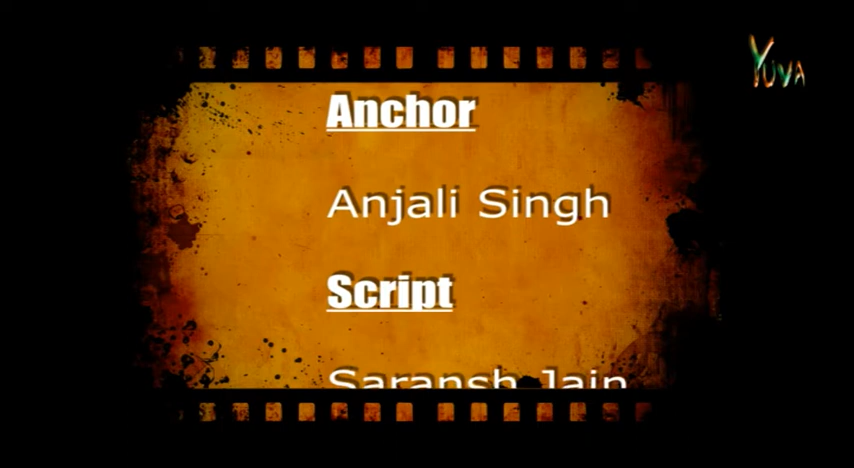 YUVA
Anchor
Anjali Singh
Script
Saransh Jain